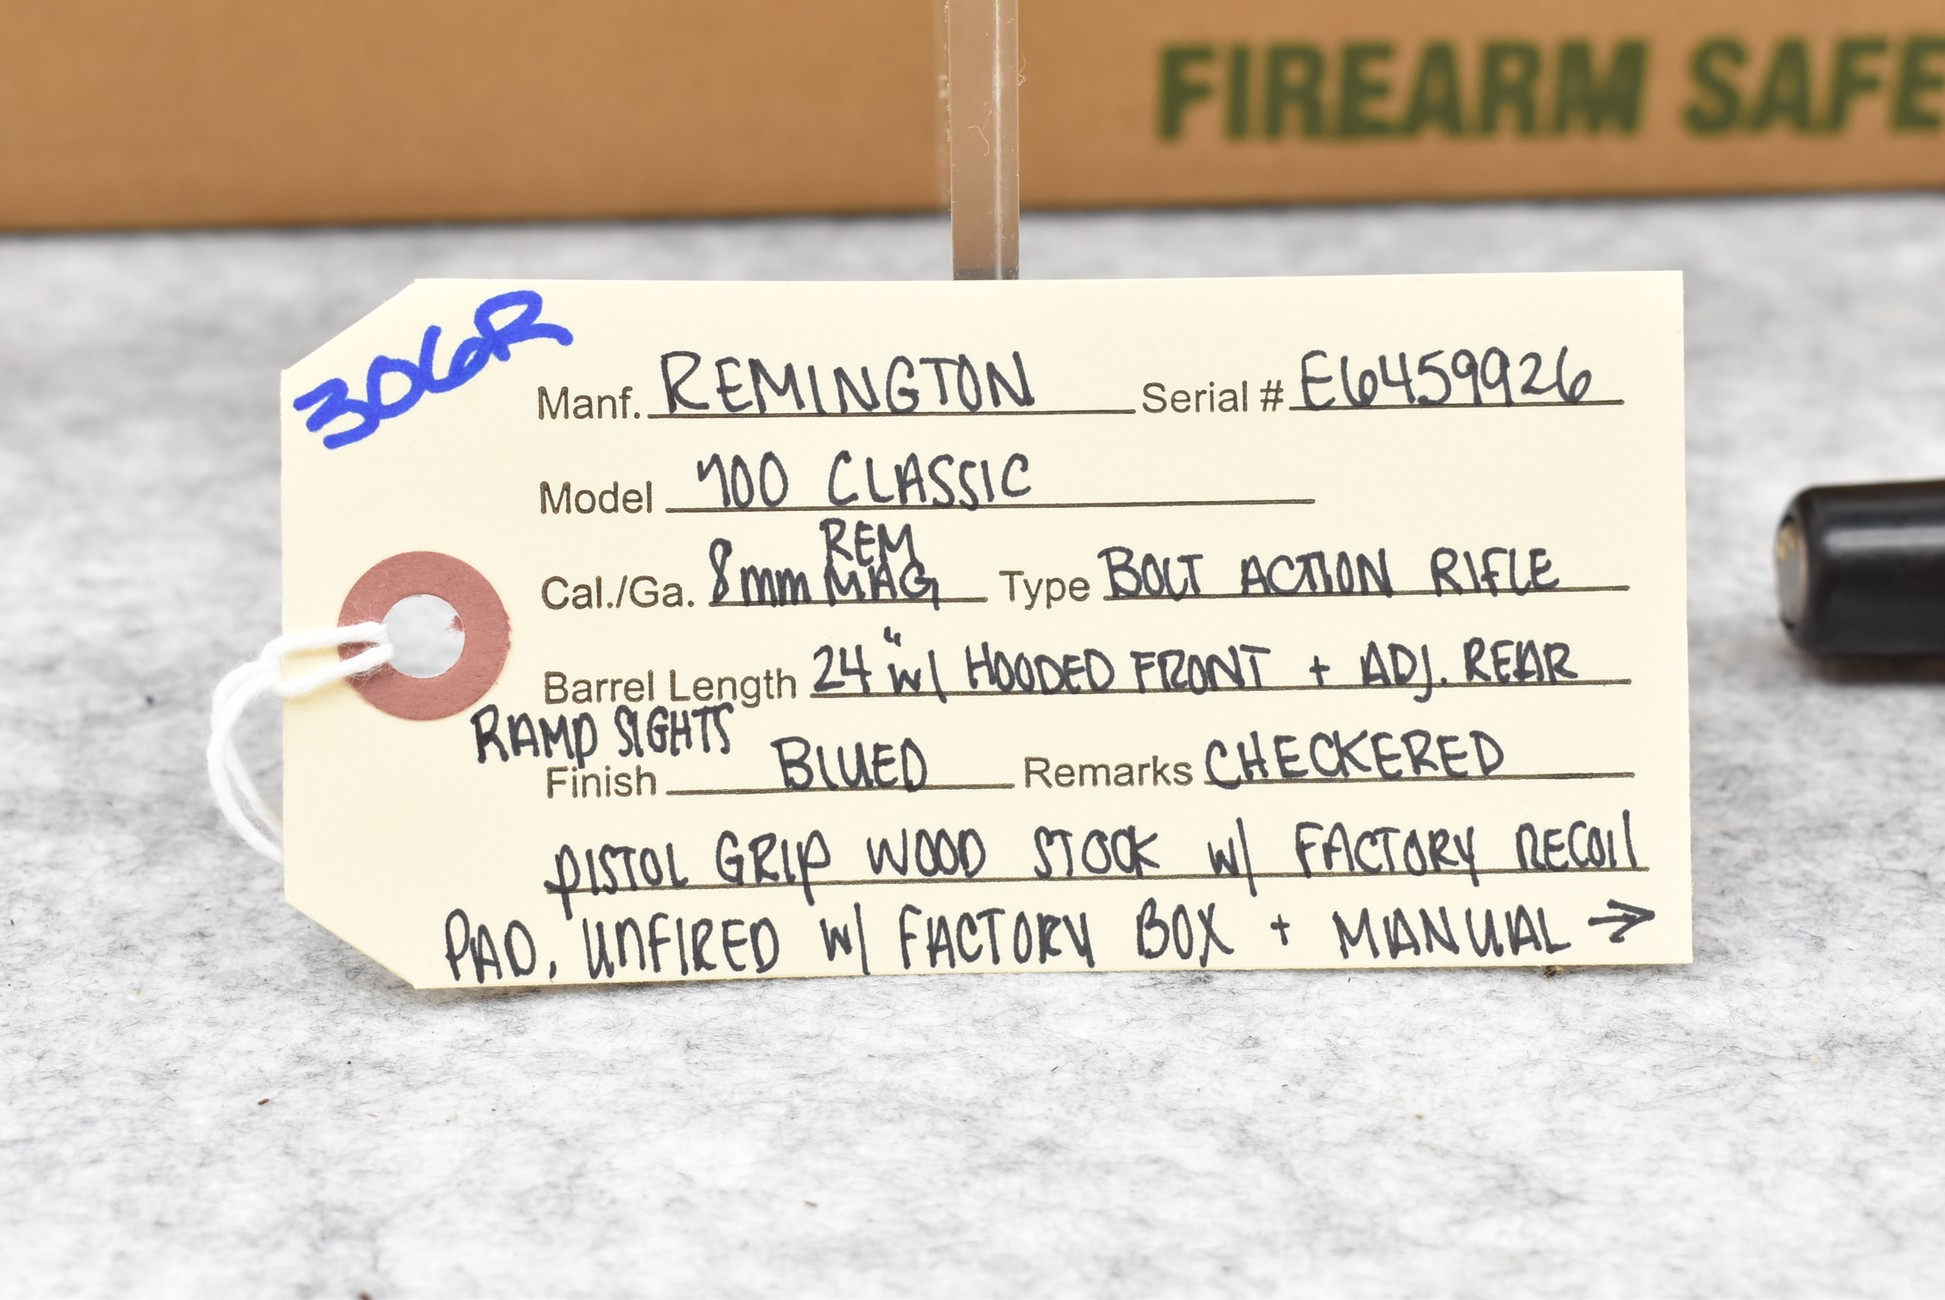 FIREARM SAFE
306R
Manf. REMINGTON Serial # E6459926
Model 700 CLASSIC
Cal./Ga. 8mm REM MAG Type BOLT ACTION RIFLE
Barrel Length 24" w/ HOODED FRONT + ADJ. REAR
RAMP SIGHTS
Finish BLUED Remarks CHECKERED
PISTOL GRIP WOOD STOCK w/ FACTORY RECOIL
PAD, UNFIRED w/ FACTORY BOX + MANUAL →